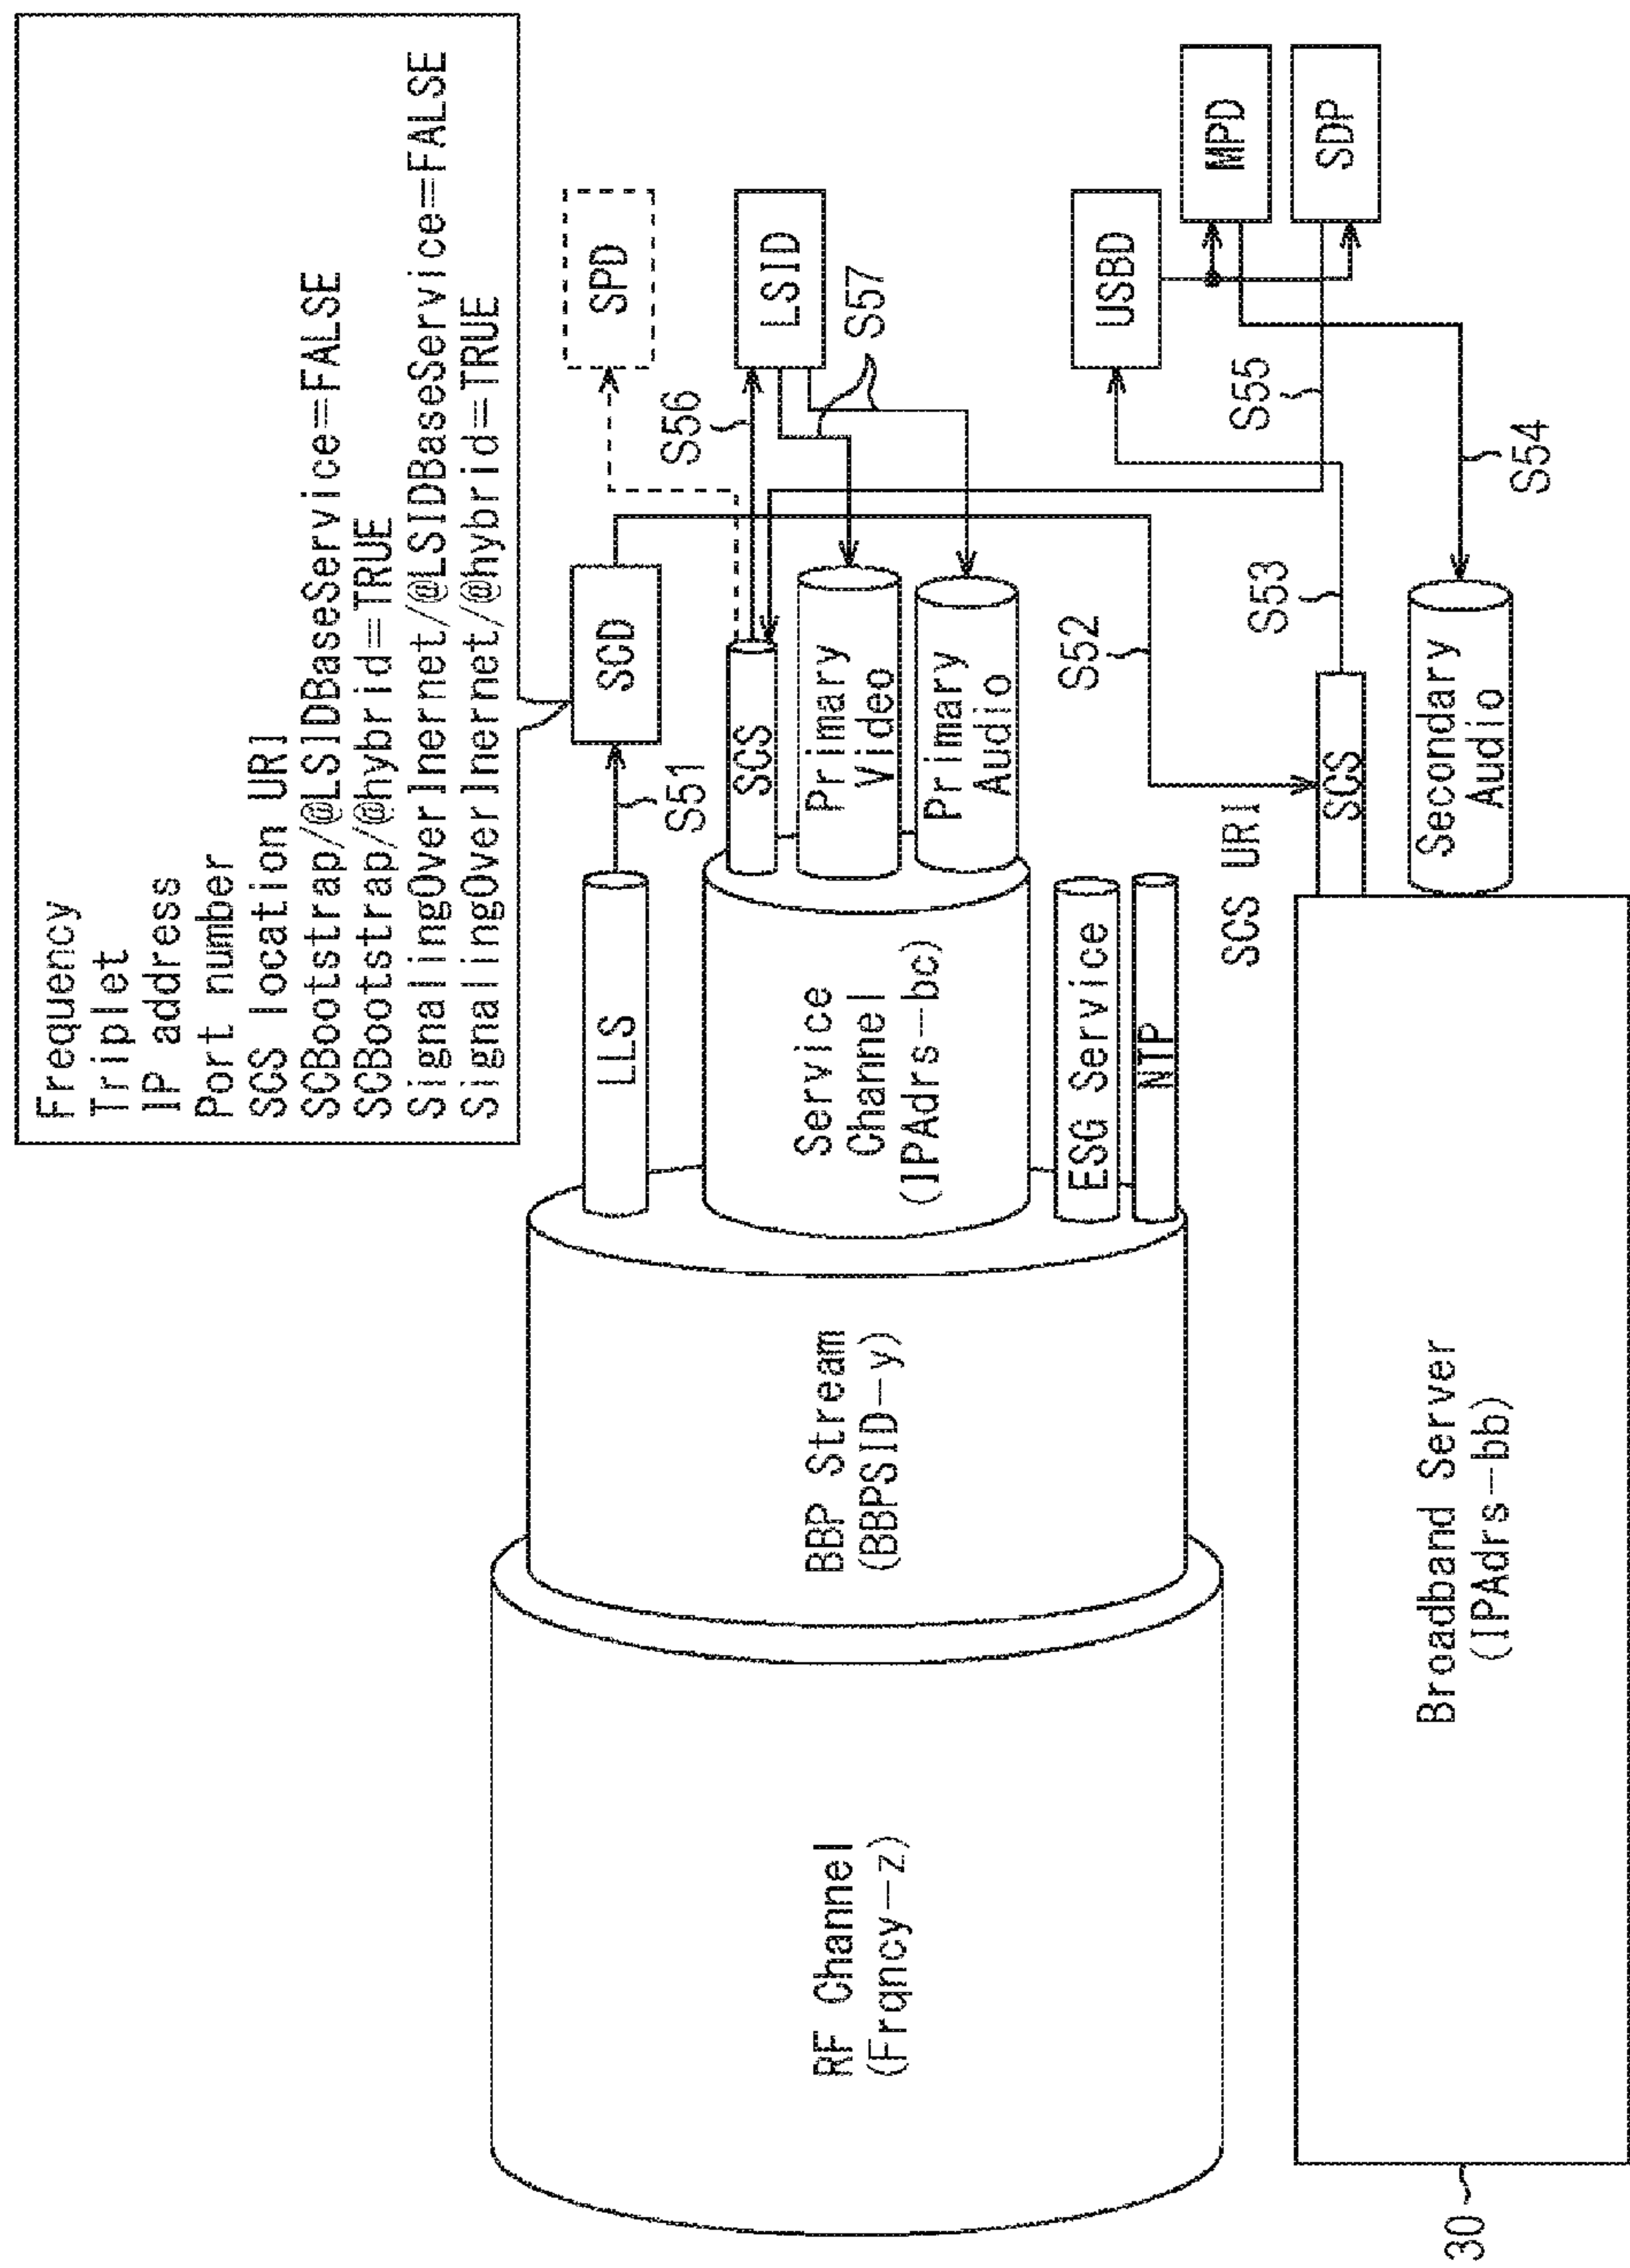 Frequency
Triplet
IP address
Port number
SCS location URI
SCBootstrap/@LSIDBaseService=FALSE
SCBootstrap/@hybrid=TRUE
SignalingOverInernet/@LSIDBaseService=FALSE
SignalingOverInernet/@hybrid=TRUE
LLS
S51
SCD
SPD
RF Channel
(Frqncy-z)
BBP Stream
(BBPSID-y)
Service
Channel
(IPAdrs-bc)
SCS
S56
LSID
Primary
Video
S57
Primary
Audio
ESG Service
NTP
S52
USBD
MPD
SDP
SCS URI
SCS
S53
S55
30
Broadband Server
(IPAdrs-bb)
Secondary
Audio
S54